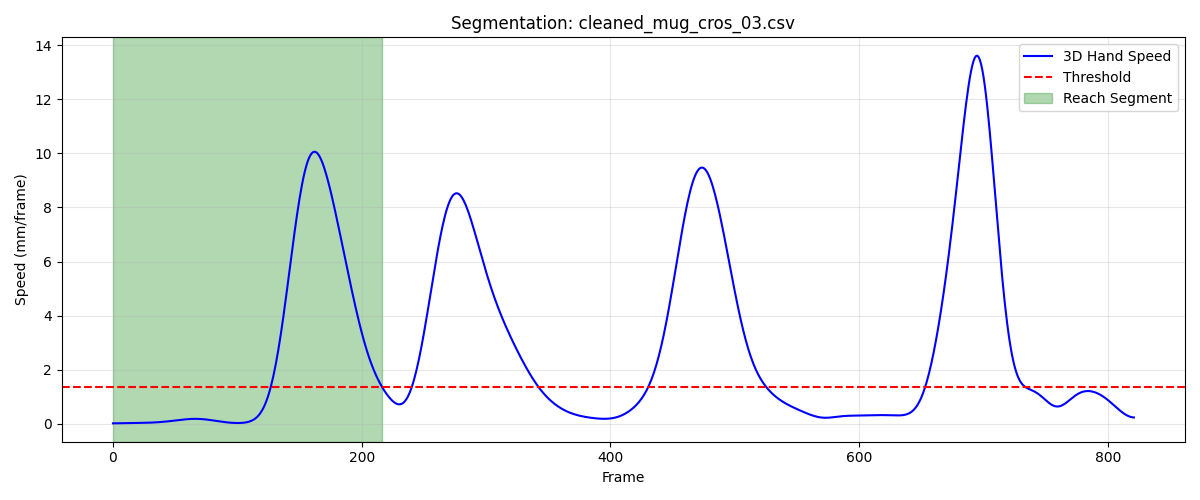 Segmentation: cleaned_mug_cros_03.csv
14
12
10
8
6
4
2
0
Speed (mm/frame)
3D Hand Speed
Threshold
Reach Segment
0 200 400 600 800
Frame